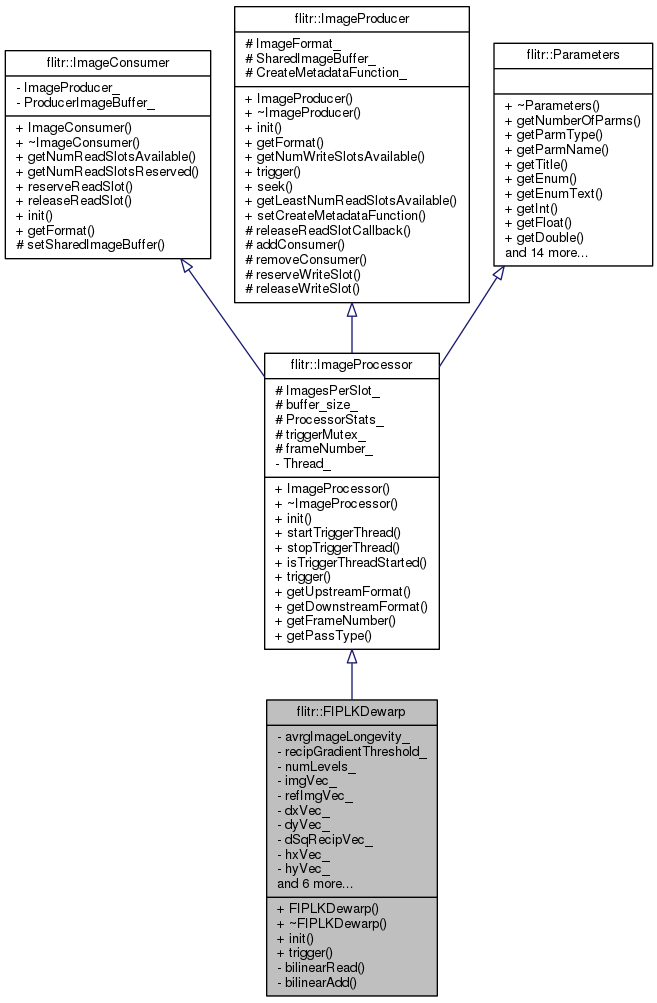 flitr::ImageConsumer
- ImageProducer_
- ProducerImageBuffer_
+ ImageConsumer()
+ ~ImageConsumer()
+ getNumReadSlotsAvailable()
+ getNumReadSlotsReserved()
+ reserveReadSlot()
+ releaseReadSlot()
+ init()
+ getFormat()
# setSharedImageBuffer()
flitr::ImageProducer
# ImageFormat_
# SharedImageBuffer_
# CreateMetadataFunction_
+ ImageProducer()
+ ~ImageProducer()
+ init()
+ getFormat()
+ getNumWriteSlotsAvailable()
+ trigger()
+ seek()
+ getLeastNumReadSlotsAvailable()
+ setCreateMetadataFunction()
# releaseReadSlotCallback()
# addConsumer()
# removeConsumer()
# reserveWriteSlot()
# releaseWriteSlot()
flitr::Parameters
+ ~Parameters()
+ getNumberOfParms()
+ getParmType()
+ getParmName()
+ getTitle()
+ getEnum()
+ getEnumText()
+ getInt()
+ getFloat()
+ getDouble()
and 14 more...
flitr::ImageProcessor
# ImagesPerSlot_
# buffer_size_
# ProcessorStats_
# triggerMutex_
# frameNumber_
- Thread_
+ ImageProcessor()
+ ~ImageProcessor()
+ init()
+ startTriggerThread()
+ stopTriggerThread()
+ isTriggerThreadStarted()
+ trigger()
+ getUpstreamFormat()
+ getDownstreamFormat()
+ getFrameNumber()
+ getPassType()
flitr::FIPLKDewarp
- avrgImageLongevity_
- recipGradientThreshold_
- numLevels_
- imgVec_
- refImgVec_
- dxVec_
- dyVec_
- dSqRecipVec_
- hxVec_
- hyVec_
and 6 more...
+ FIPLKDewarp()
+ ~FIPLKDewarp()
+ init()
+ trigger()
- bilinearRead()
- bilinearAdd()